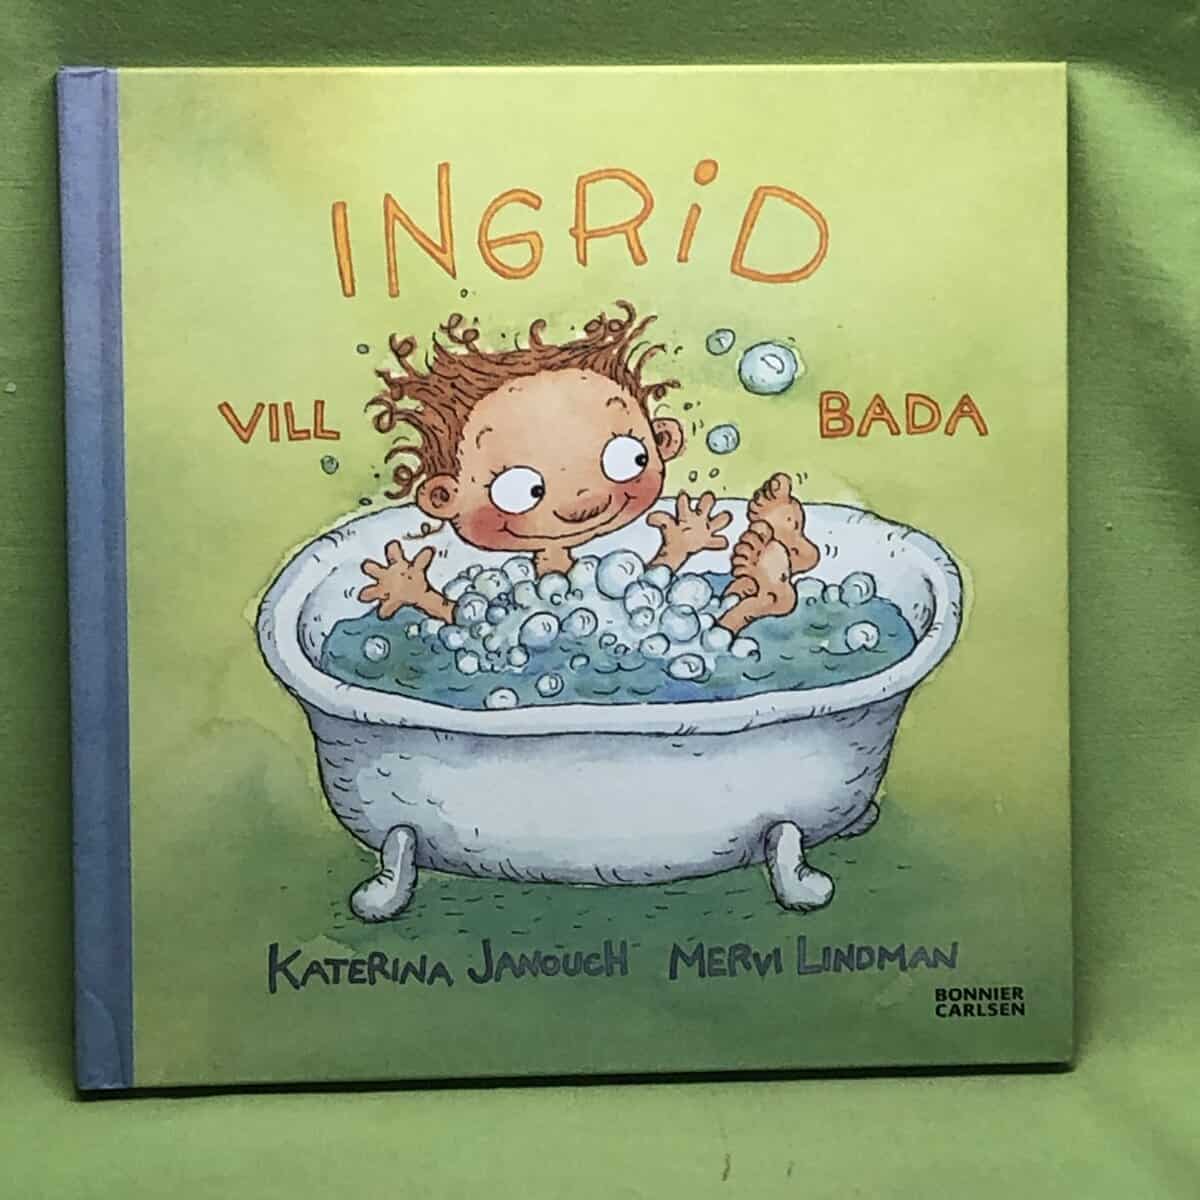 INGRiD
VILL BADA
KATERINA JANOUCH MERVI LINDMAN
BONNIER
CARLSEN